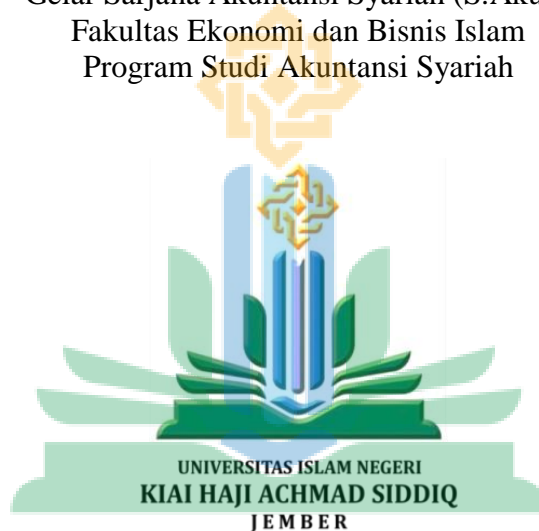 Gelar Sarjana Akuntansi Syariah (S.Aku
Fakultas Ekonomi dan Bisnis Islam
Program Studi Akuntansi Syariah
UNIVERSITAS ISLAM NEGERI
KIAI HAJI ACHMAD SIDDIQ
JEMBER